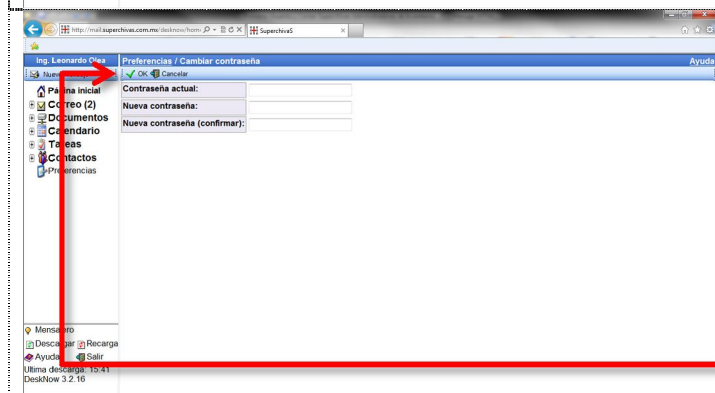 http://mail.superchivas.com.mx/desknow/hom
SuperchivaS
Ing. Leonardo Olea
Preferencias / Cambiar contraseña
Ayuda
OK Cancelar
Página inicial
Contraseña actual:
Correo (2)
Nueva contraseña:
Documentos
Nueva contraseña (confirmar):
Calendario
Tareas
Contactos
Preferencias
Descargar Recarga
Ayuda Salir
Ultima descarga: 15:41
DeskNow 3.2.16